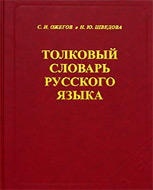 С. И. ОЖЕГОВ и Н. Ю. ШВЕДОВА
ТОЛКОВЫЙ
СЛОВАРЬ
РУССКОГО
ЯЗЫКА